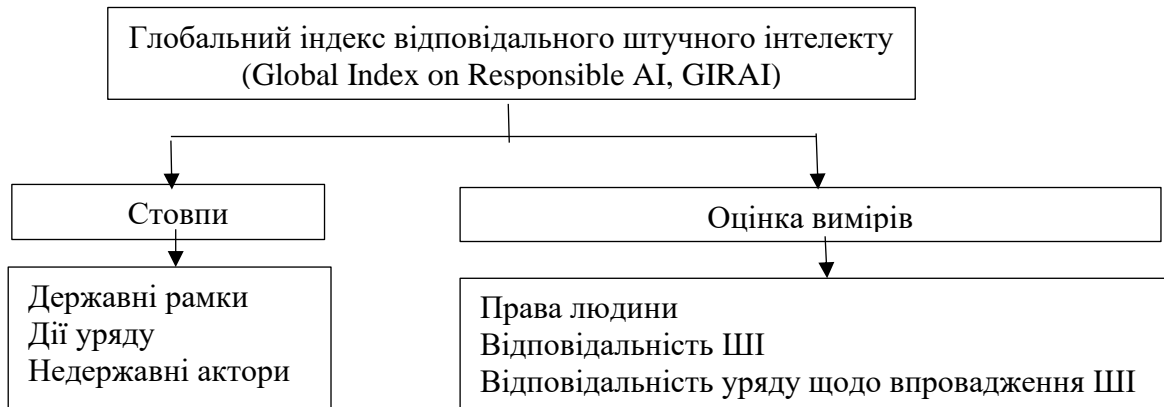 Глобальний індекс відповідального штучного інтелекту
(Global Index on Responsible AI, GIRAI)
Стовпи
Оцінка вимірів
Державні рамки
Дії уряду
Недержавні актори
Права людини
Відповідальність ШІ
Відповідальність уряду щодо впровадження ШІ